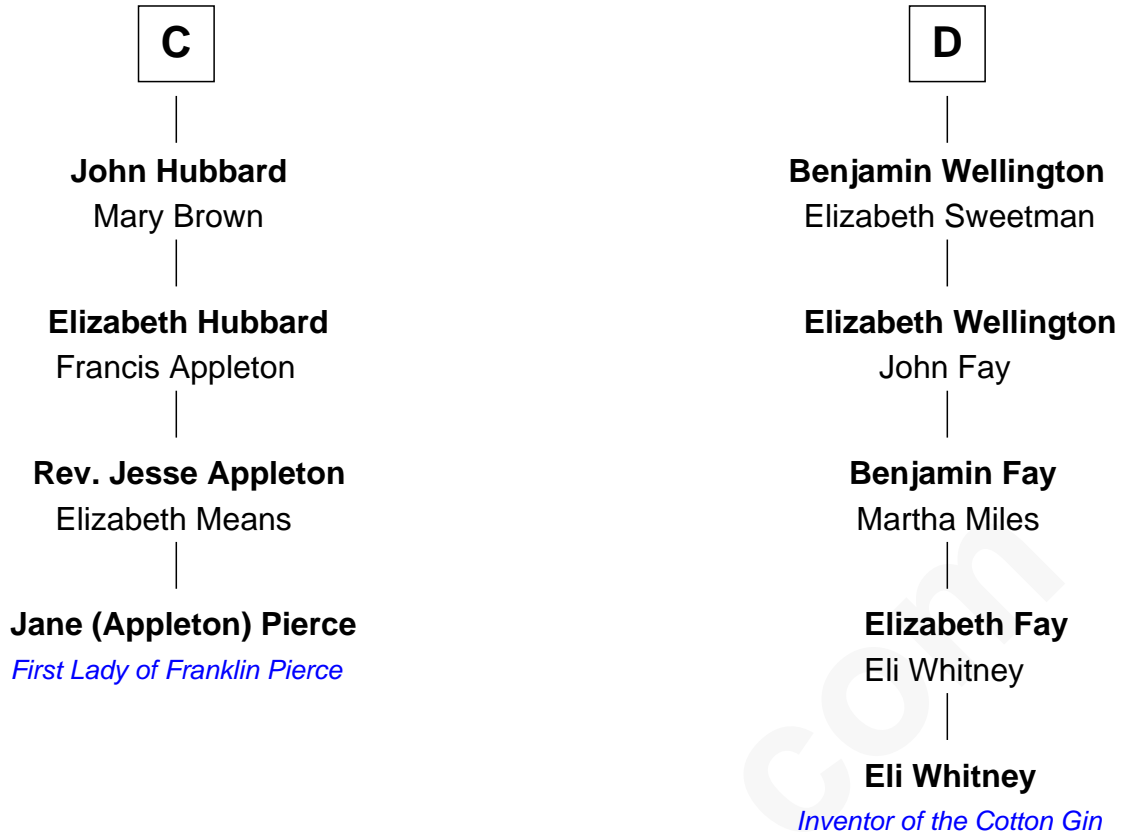 C
John Hubbard
Mary Brown
Elizabeth Hubbard
Francis Appleton
Rev. Jesse Appleton
Elizabeth Means
Jane (Appleton) Pierce
First Lady of Franklin Pierce
D
Benjamin Wellington
Elizabeth Sweetman
Elizabeth Wellington
John Fay
Benjamin Fay
Martha Miles
Elizabeth Fay
Eli Whitney
Eli Whitney
Inventor of the Cotton Gin
com